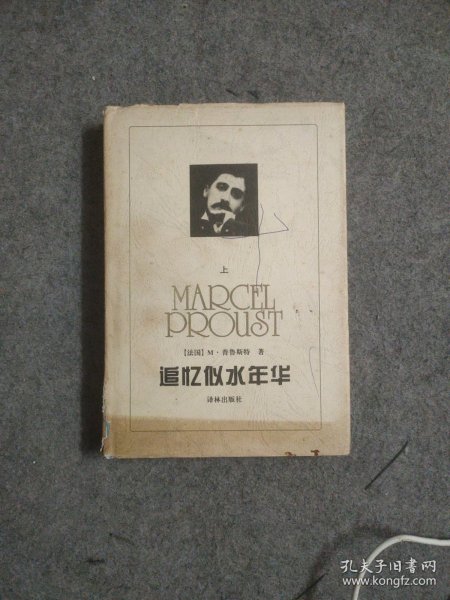 上
MARCEL
PROUST
［法国］M·普鲁斯特 著
追忆似水年华
译林出版社
孔夫子旧书网
www.kongfz.com